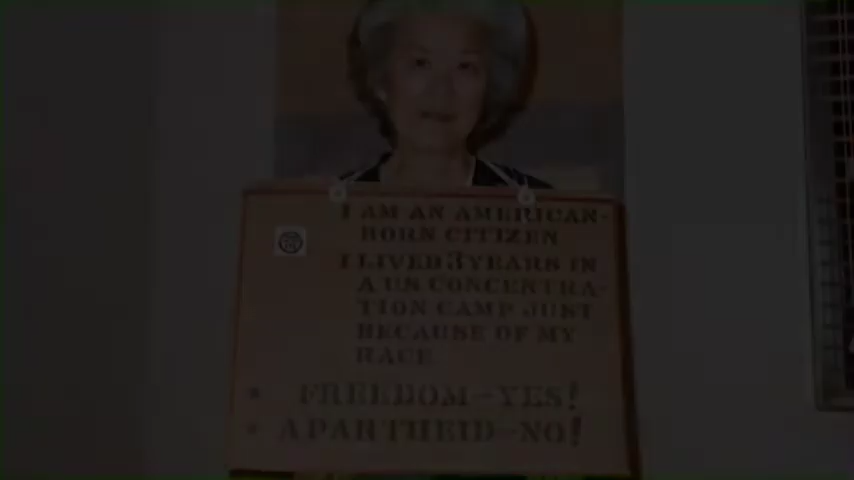 I AM AN AMERICAN-
BORN CITIZEN
I LIVED 3 YEARS IN
A US CONCENTRA-
TION CAMP JUST
BECAUSE OF MY
RACE
• FREEDOM—YES!
• APARTHEID—NO!